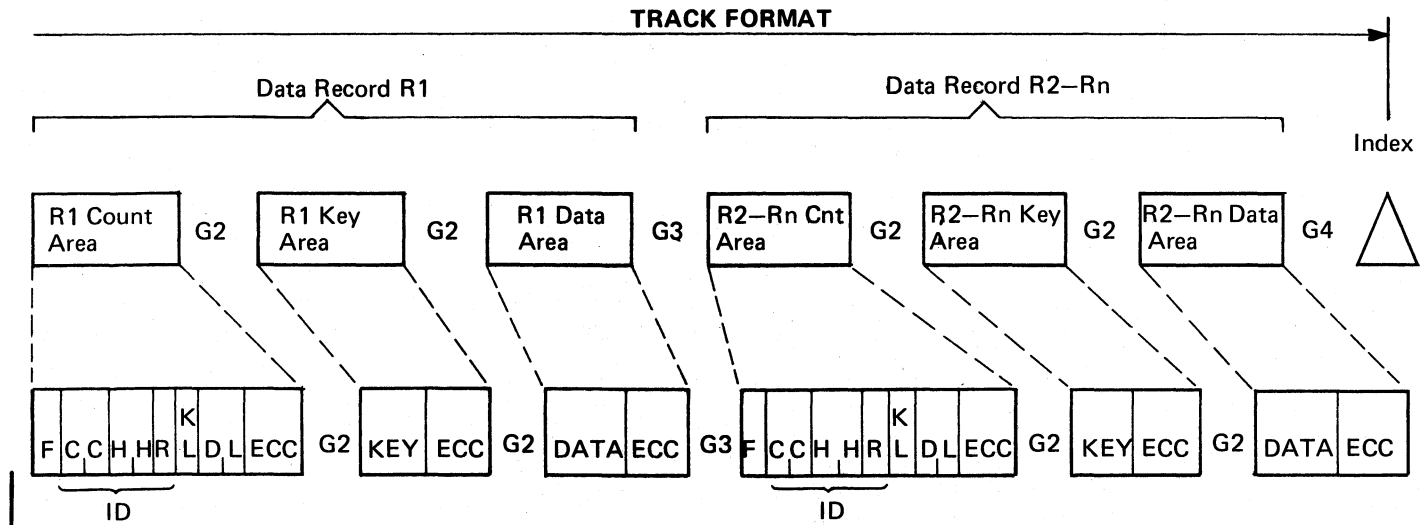 TRACK FORMAT
Data Record R1
Data Record R2–Rn
Index
R1 Count
Area
G2
R1 Key
Area
G2
R1 Data
Area
G3
R2–Rn Cnt
Area
G2
R2–Rn Key
Area
G2
R2–Rn Data
Area
G4
F C C H H R K L D L ECC G2 KEY ECC G2 DATA ECC G3 F C C H H R K L D L ECC G2 KEY ECC G2 DATA ECC
ID
ID